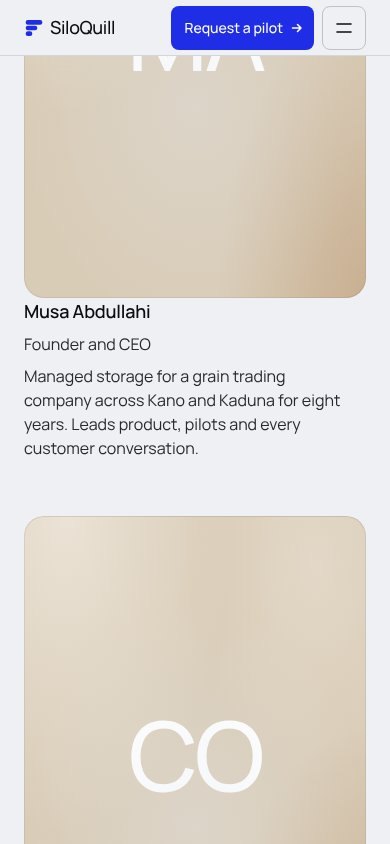 SiloQuill
Request a pilot →
MA
Musa Abdullahi
Founder and CEO
Managed storage for a grain trading
company across Kano and Kaduna for eight
years. Leads product, pilots and every
customer conversation.
CO